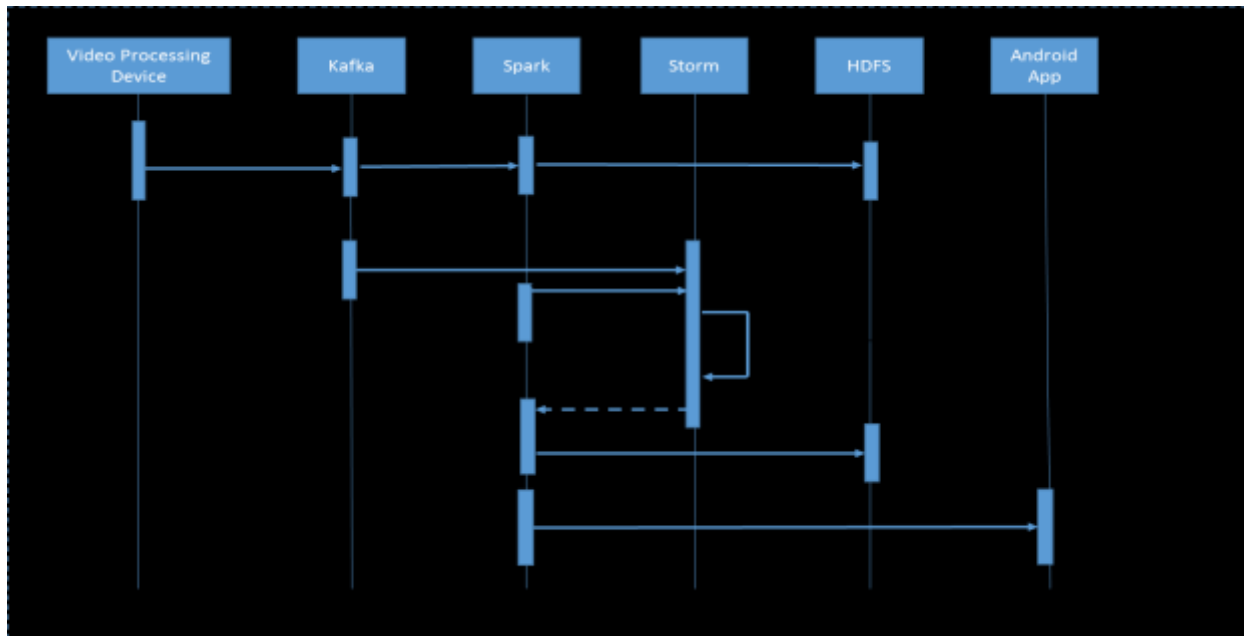 Video Processing
Device
Kafka
Spark
Storm
HDFS
Android
App